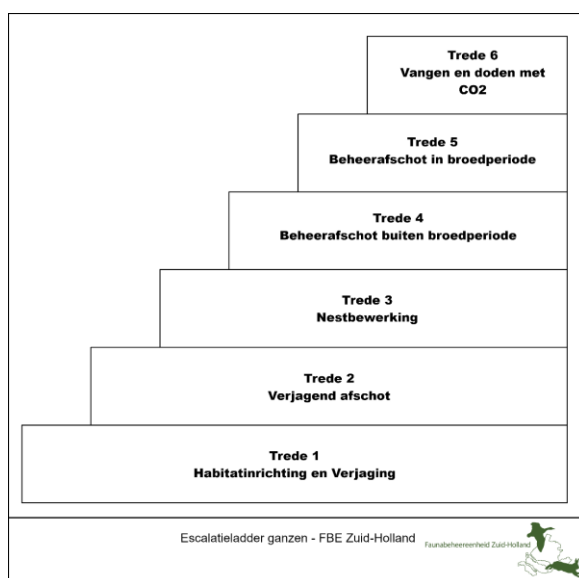 Trede 6
Vangen en doden met
CO2
Trede 5
Beheerafschot in broedperiode
Trede 4
Beheerafschot buiten broedperiode
Trede 3
Nestbewerking
Trede 2
Verjagend afschot
Trede 1
Habitatinrichting en Verjaging
Escalatieladder ganzen - FBE Zuid-Holland
Faunabeheereenheid Zuid-Holland